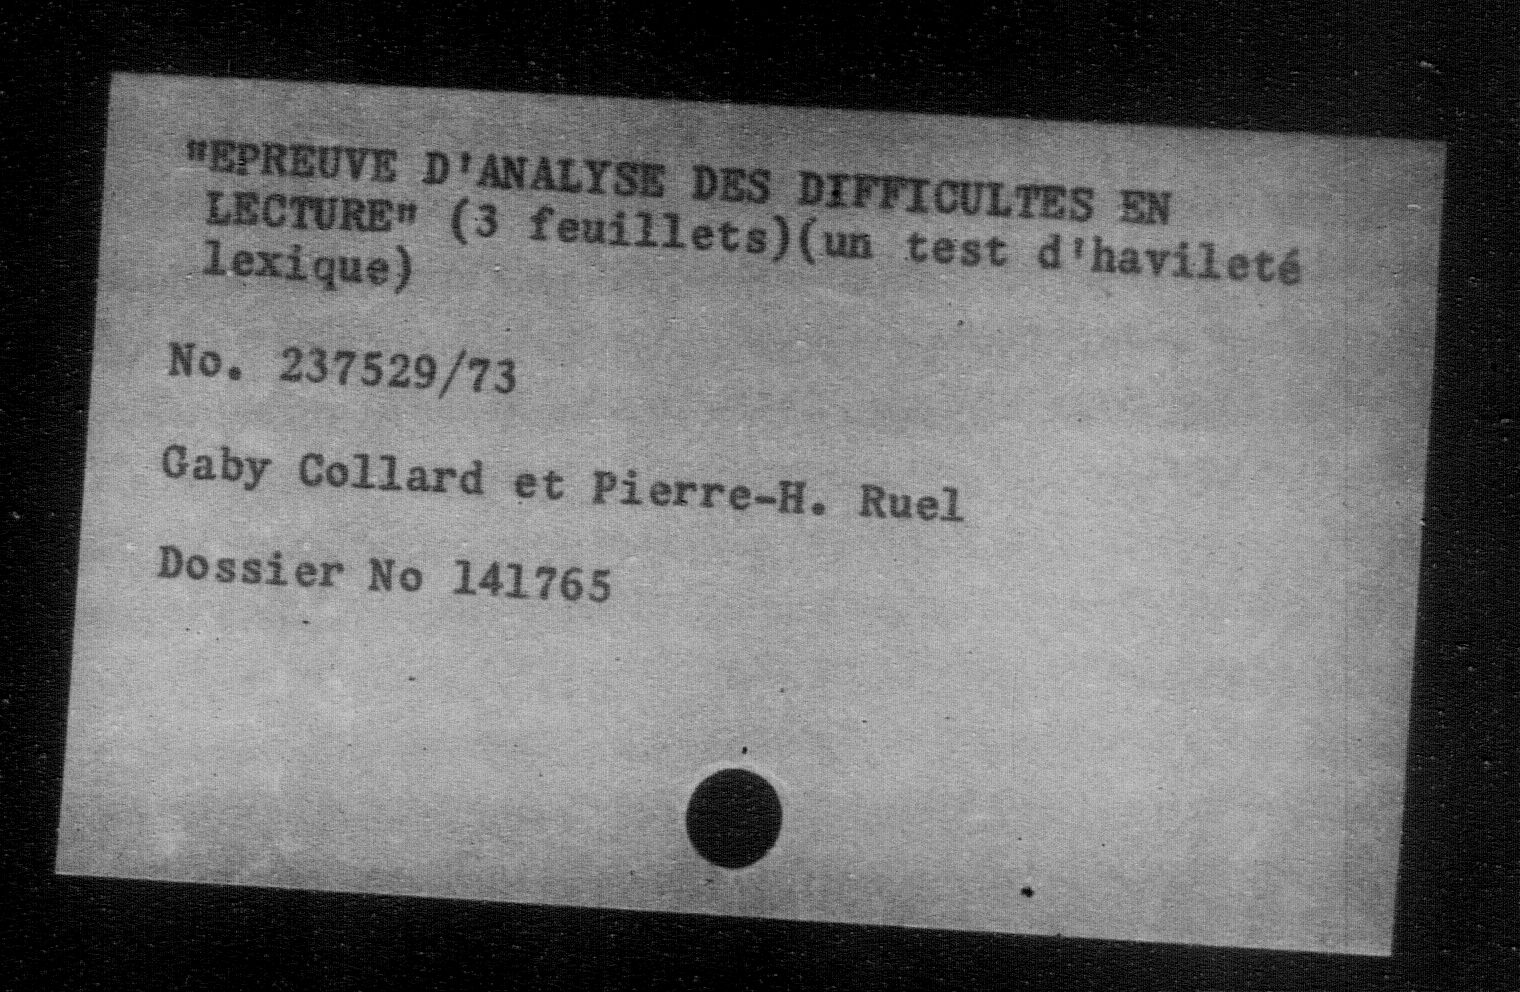 "EPREUVE D'ANALYSE DES DIFFICULTES EN
LECTURE" (3 feuillets)(un test d'havileté
lexique)
No. 237529/73
Gaby Collard et Pierre-H. Ruel
Dossier No 141765